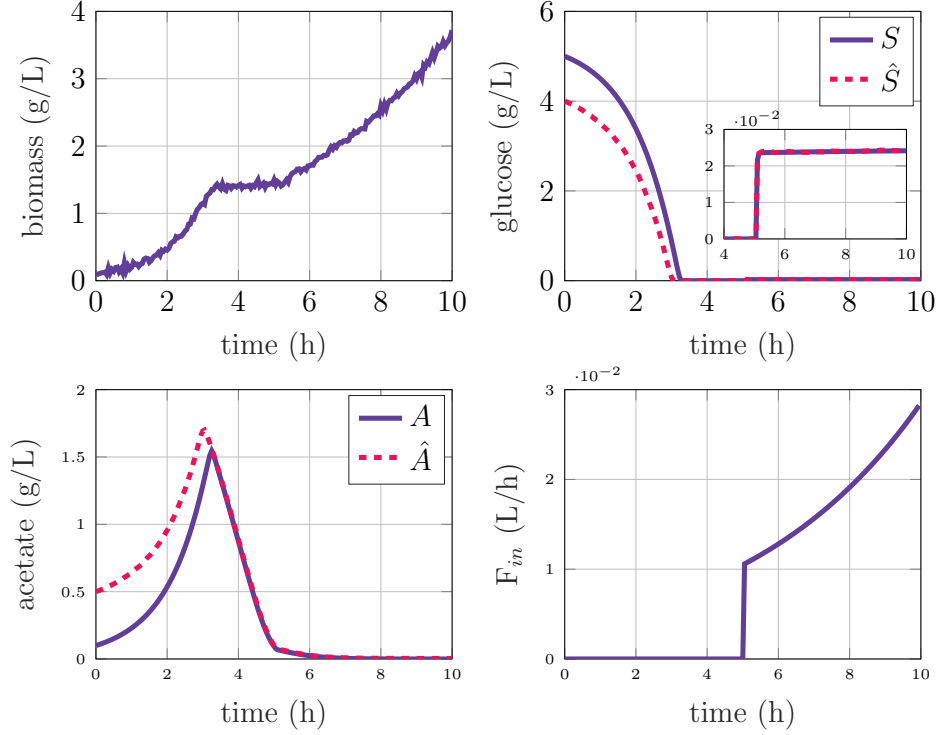 biomass (g/L)
4
3
2
1
0
0 2 4 6 8 10
time (h)
glucose (g/L)
6
4
2
0
0 2 4 6 8 10
time (h)
S
Ŝ
·10⁻²
3
2
1
0
4 6 8 10
acetate (g/L)
2
1.5
1
0.5
0
0 2 4 6 8 10
time (h)
A
Â
F_in (L/h)
·10⁻²
3
2
1
0
0 2 4 6 8 10
time (h)